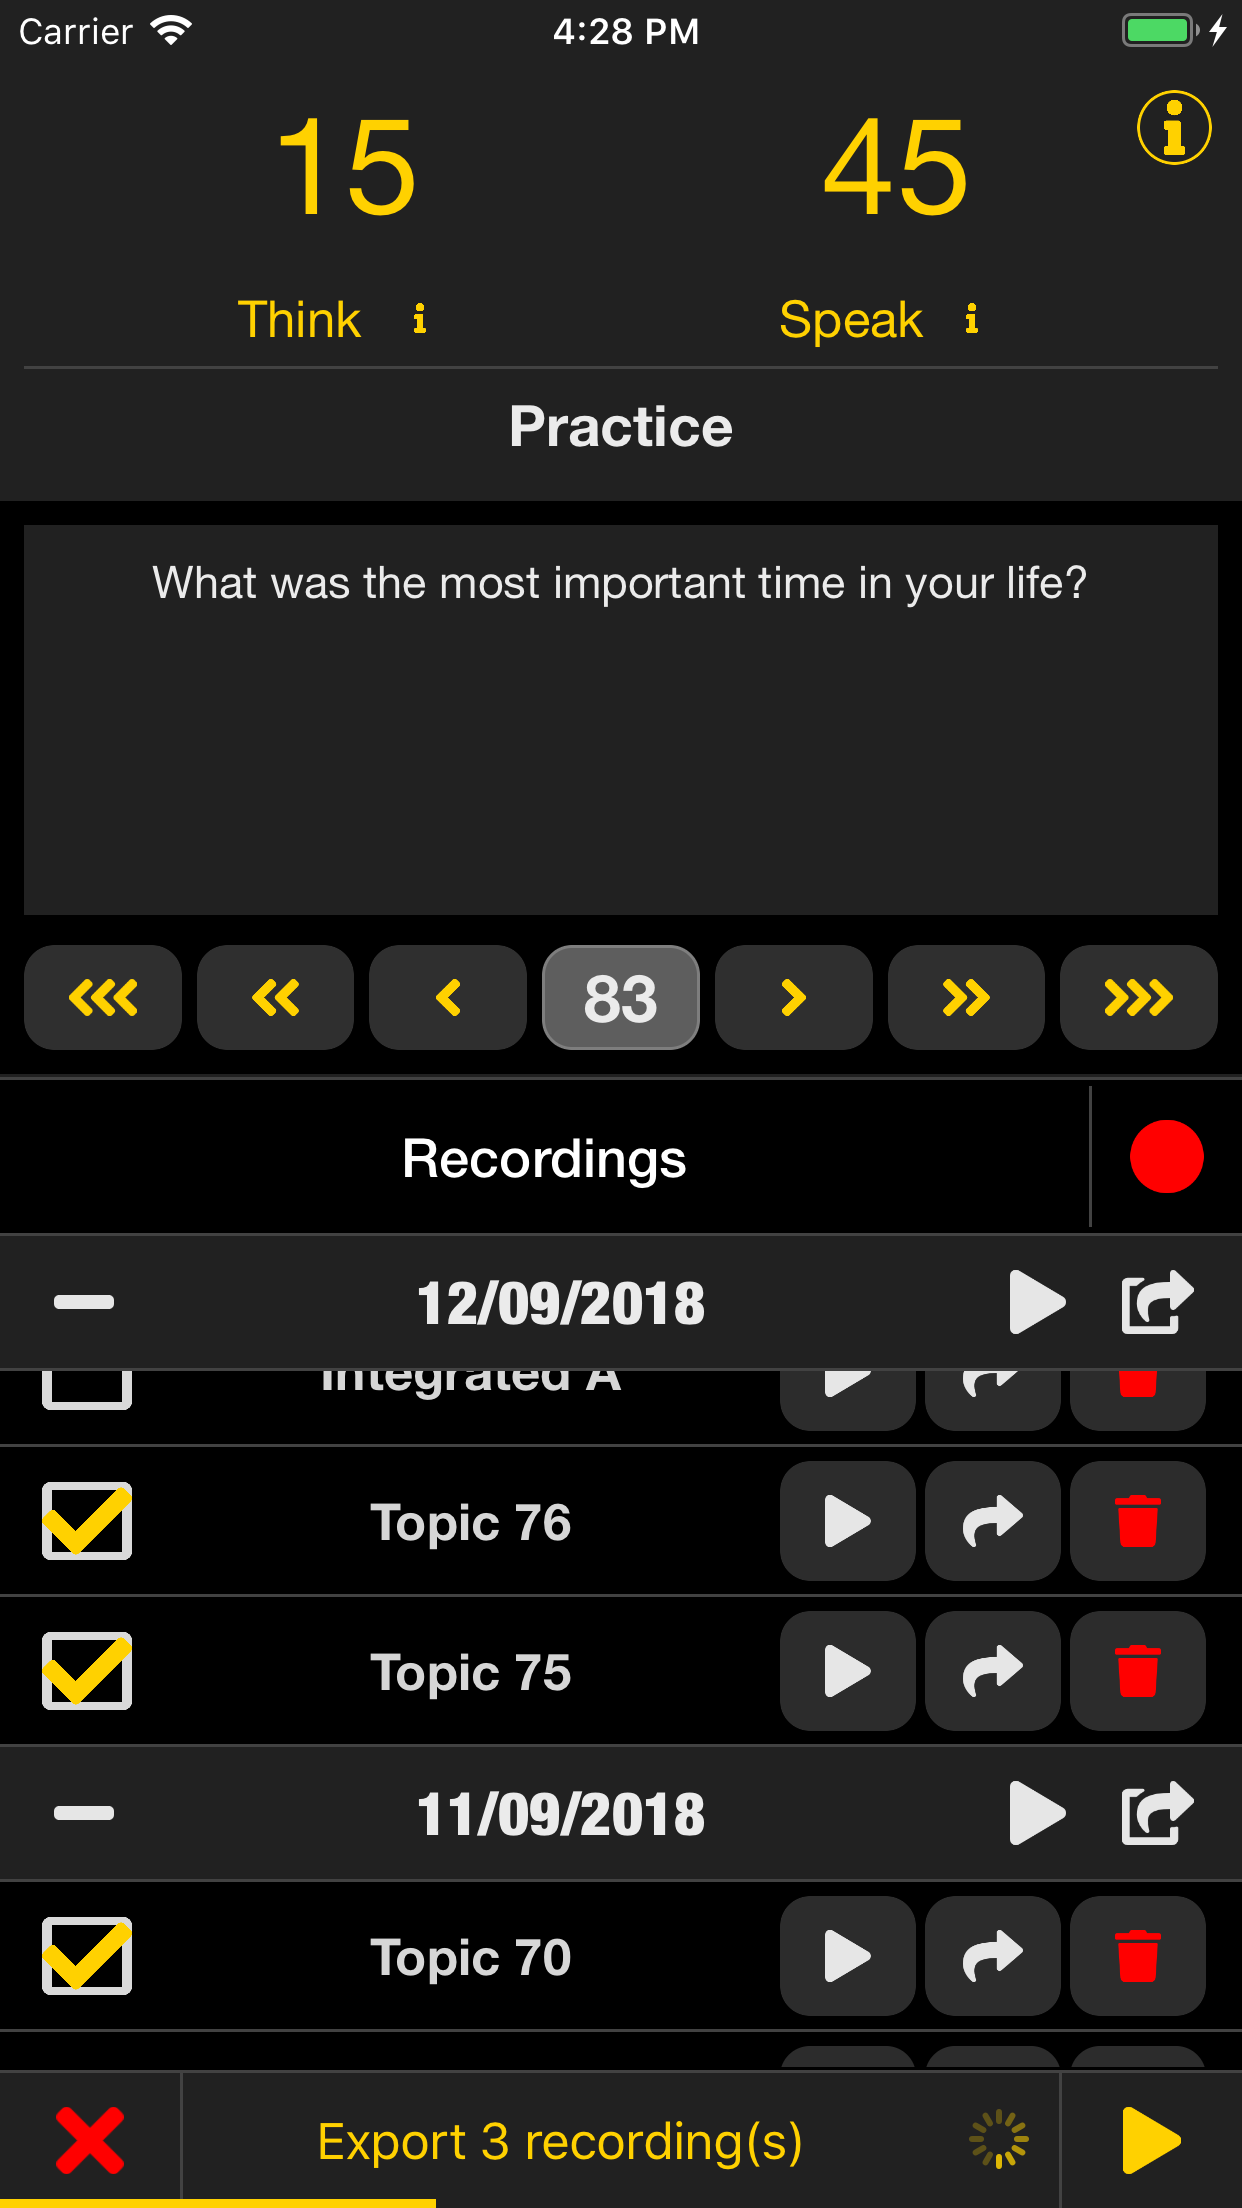 Carrier 4:28 PM
15 45
Think Speak
Practice
What was the most important time in your life?
83
Recordings
12/09/2018
Integrated A
Topic 76
Topic 75
11/09/2018
Topic 70
Export 3 recording(s)